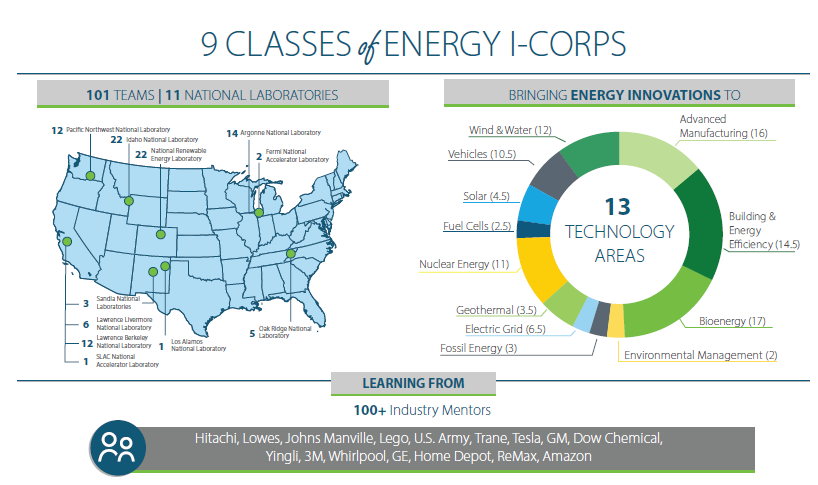 9 CLASSES of ENERGY I-CORPS
101 TEAMS | 11 NATIONAL LABORATORIES
12 Pacific Northwest National Laboratory
22 Idaho National Laboratory
22 National Renewable
Energy Laboratory
14 Argonne National Laboratory
2 Fermi National
Accelerator Laboratory
3 Sandia National
Laboratories
6 Lawrence Livermore
National Laboratory
12 Lawrence Berkeley
National Laboratory
1 SLAC National
Accelerator Laboratory
1 Los Alamos
National Laboratory
5 Oak Ridge National
Laboratory
BRINGING ENERGY INNOVATIONS TO
Advanced
Manufacturing (16)
Building &
Energy
Efficiency (14.5)
Bioenergy (17)
Environmental Management (2)
Fossil Energy (3)
Electric Grid (6.5)
Geothermal (3.5)
Nuclear Energy (11)
Fuel Cells (2.5)
Solar (4.5)
Vehicles (10.5)
Wind & Water (12)
13
TECHNOLOGY
AREAS
LEARNING FROM
100+ Industry Mentors
Hitachi, Lowes, Johns Manville, Lego, U.S. Army, Trane, Tesla, GM, Dow Chemical,
Yingli, 3M, Whirlpool, GE, Home Depot, ReMax, Amazon